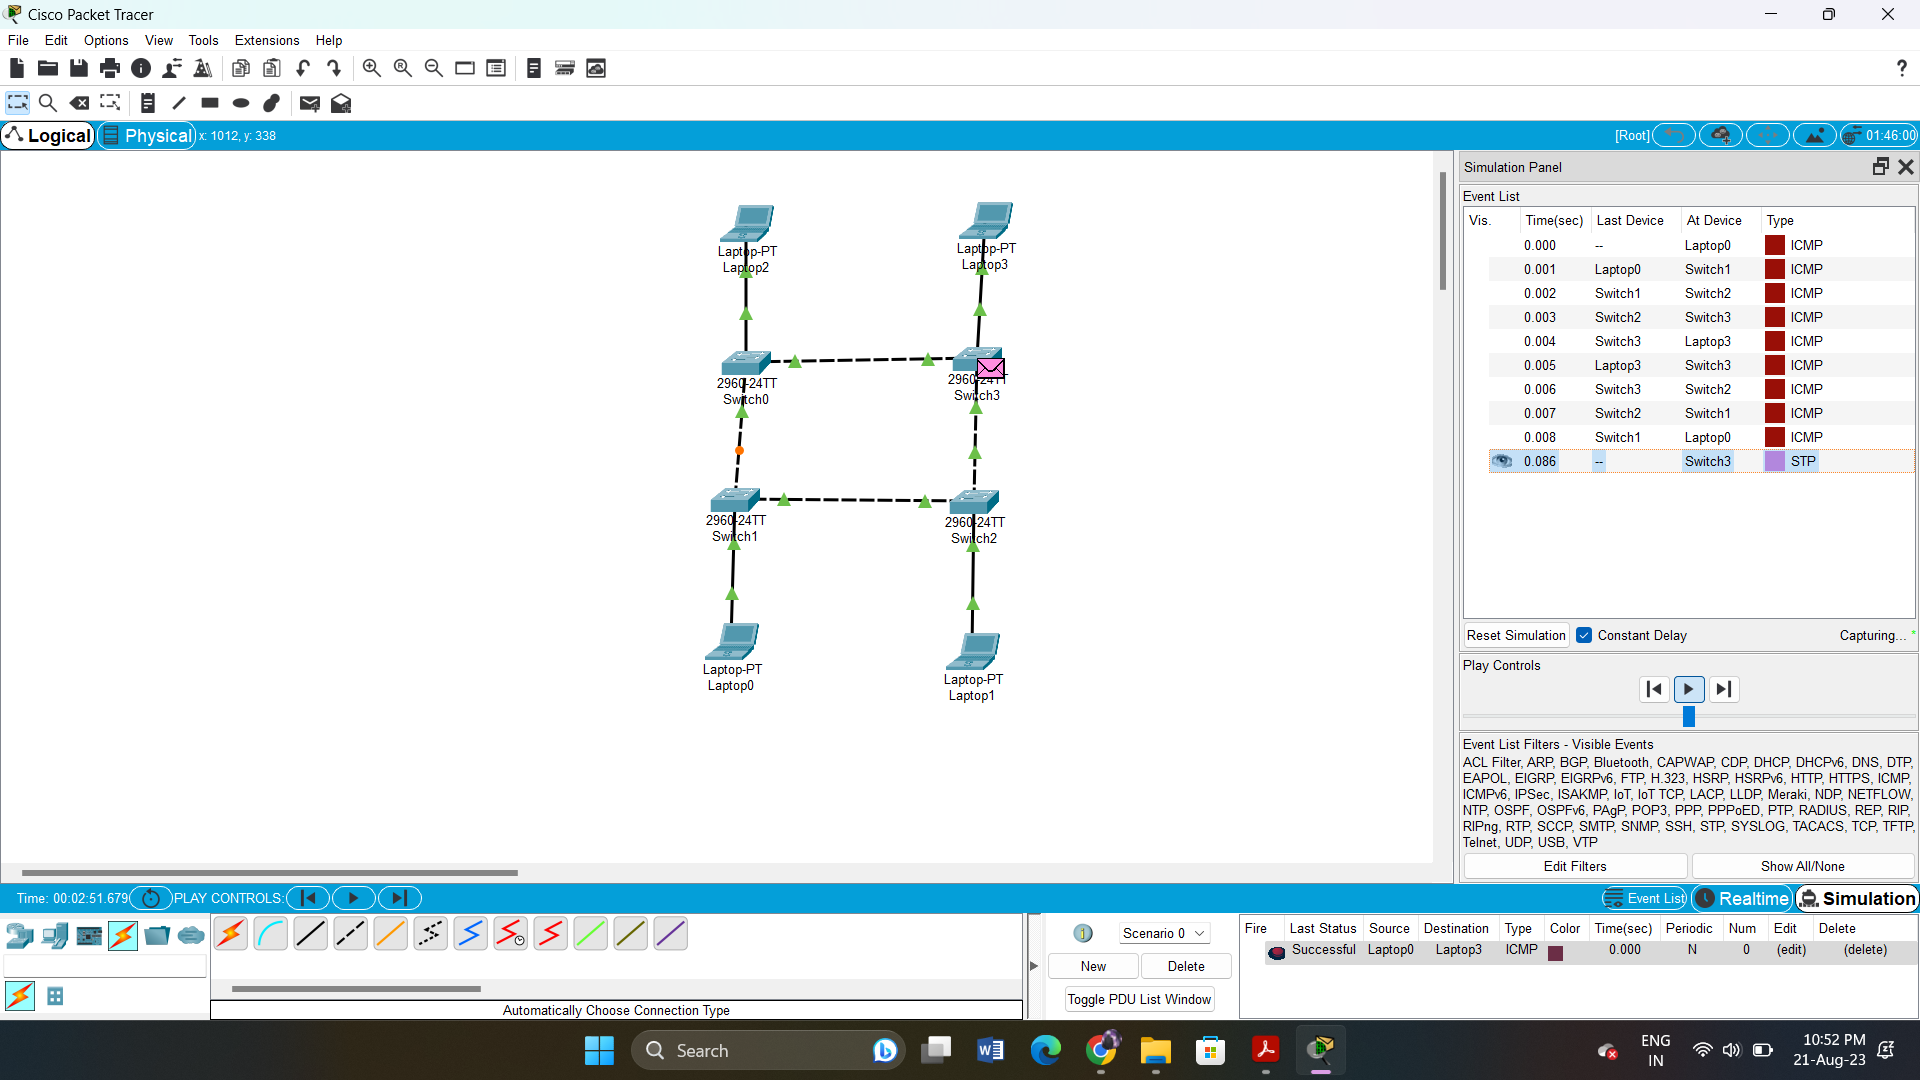 Cisco Packet Tracer
File Edit Options View Tools Extensions Help
?
Logical Physical x: 1012, y: 338 [Root] 01:46:00
Simulation Panel
Event List
Vis. Time(sec) Last Device At Device Type
0.000 -- Laptop0 ICMP
0.001 Laptop0 Switch1 ICMP
0.002 Switch1 Switch2 ICMP
0.003 Switch2 Switch3 ICMP
0.004 Switch3 Laptop3 ICMP
0.005 Laptop3 Switch3 ICMP
0.006 Switch3 Switch2 ICMP
0.007 Switch2 Switch1 ICMP
0.008 Switch1 Laptop0 ICMP
0.086 -- Switch3 STP
Laptop-PT
Laptop2
Laptop-PT
Laptop3
2960-24TT
Switch0
2960-24TT
Switch3
2960-24TT
Switch1
2960-24TT
Switch2
Laptop-PT
Laptop0
Laptop-PT
Laptop1
Reset Simulation Constant Delay Capturing...
Play Controls
Event List Filters - Visible Events
ACL Filter, ARP, BGP, Bluetooth, CAPWAP, CDP, DHCP, DHCPv6, DNS, DTP,
EAPOL, EIGRP, EIGRPv6, FTP, H.323, HSRP, HSRPv6, HTTP, HTTPS, ICMP,
ICMPv6, IPSec, ISAKMP, IoT, IoT TCP, LACP, LLDP, Meraki, NDP, NETFLOW,
NTP, OSPF, OSPFv6, PAgP, POP3, PPP, PPPoED, PTP, RADIUS, REP, RIP,
RIPng, RTP, SCCP, SMTP, SNMP, SSH, STP, SYSLOG, TACACS, TCP, TFTP,
Telnet, UDP, USB, VTP
Edit Filters Show All/None
Time: 00:02:51.679 PLAY CONTROLS: Event List Realtime Simulation
Scenario 0
New Delete
Toggle PDU List Window
Fire Last Status Source Destination Type Color Time(sec) Periodic Num Edit Delete
Successful Laptop0 Laptop3 ICMP 0.000 N 0 (edit) (delete)
Automatically Choose Connection Type
Search
ENG
IN
10:52 PM
21-Aug-23